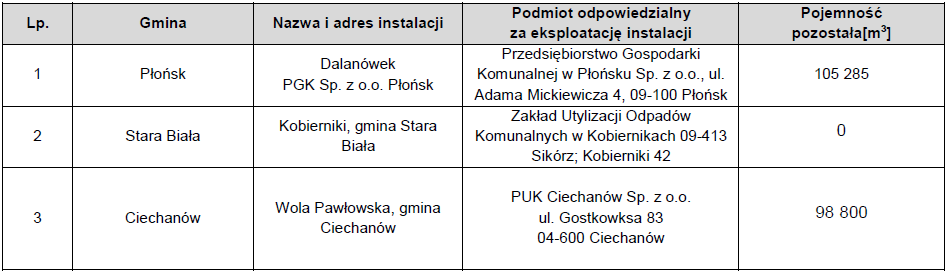 Lp.
Gmina
Nazwa i adres instalacji
Podmiot odpowiedzialny
za eksploatację instalacji
Pojemność
pozostała[m³]
1
Płońsk
Dalanówek
PGK Sp. z o.o. Płońsk
Przedsiębiorstwo Gospodarki
Komunalnej w Płońsku Sp. z o.o., ul.
Adama Mickiewicza 4, 09-100 Płońsk
105 285
2
Stara Biała
Kobierniki, gmina Stara
Biała
Zakład Utylizacji Odpadów
Komunalnych w Kobiernikach 09-413
Sikórz; Kobierniki 42
0
3
Ciechanów
Wola Pawłowska, gmina
Ciechanów
PUK Ciechanów Sp. z o.o.
ul. Gostkowksa 83
04-600 Ciechanów
98 800